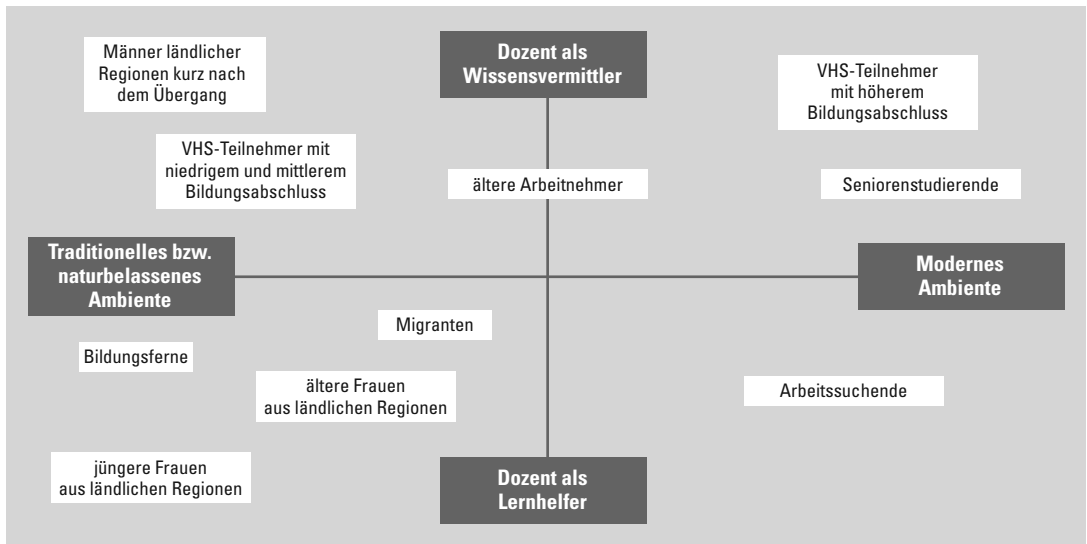 Männer ländlicher
Regionen kurz nach
dem Übergang
Dozent als
Wissensvermittler
VHS-Teilnehmer
mit höherem
Bildungsabschluss
VHS-Teilnehmer mit
niedrigem und mittlerem
Bildungsabschluss
ältere Arbeitnehmer
Seniorenstudierende
Traditionelles bzw.
naturbelassenes
Ambiente
Modernes
Ambiente
Migranten
Bildungsferne
ältere Frauen
aus ländlichen Regionen
Arbeitssuchende
jüngere Frauen
aus ländlichen Regionen
Dozent als
Lernhelfer